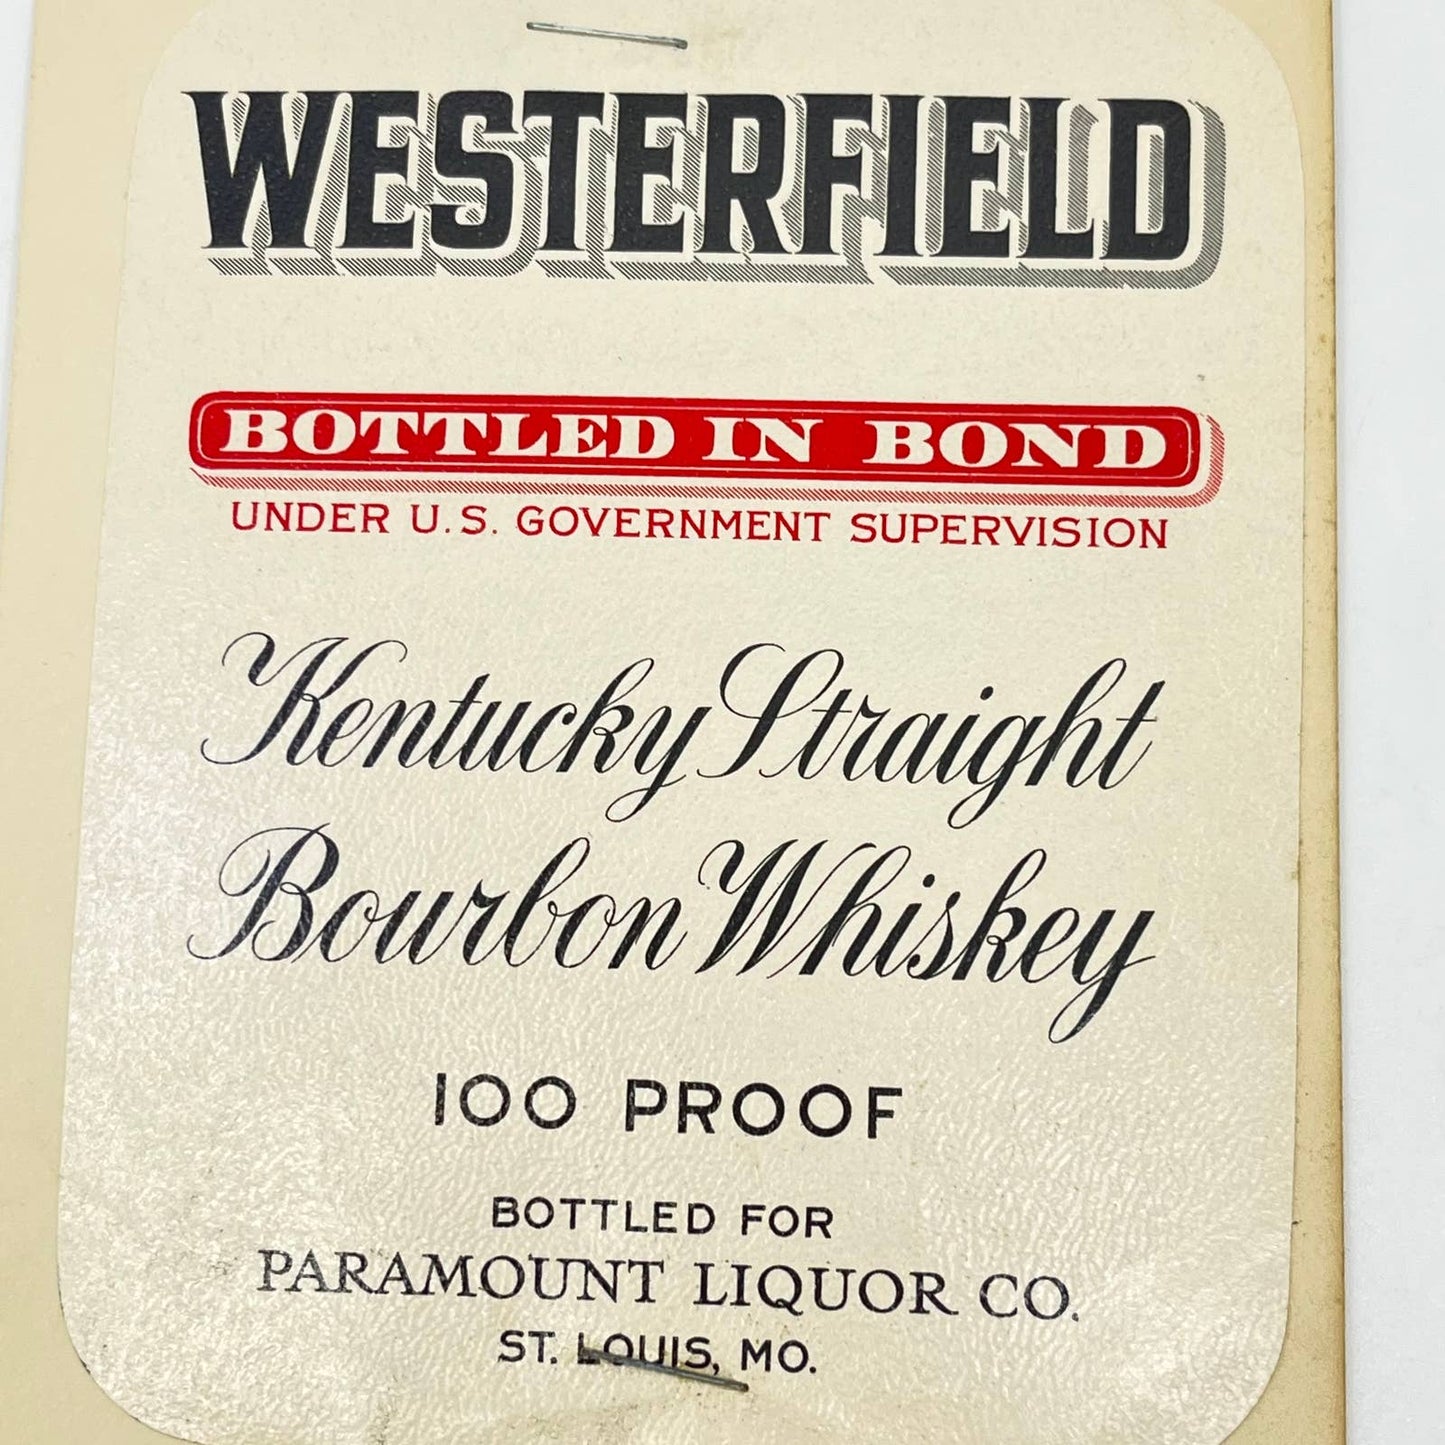 WESTERFIELD
BOTTLED IN BOND
UNDER U.S. GOVERNMENT SUPERVISION
Kentucky Straight
Bourbon Whiskey
100 PROOF
BOTTLED FOR
PARAMOUNT LIQUOR CO.
ST. LOUIS, MO.